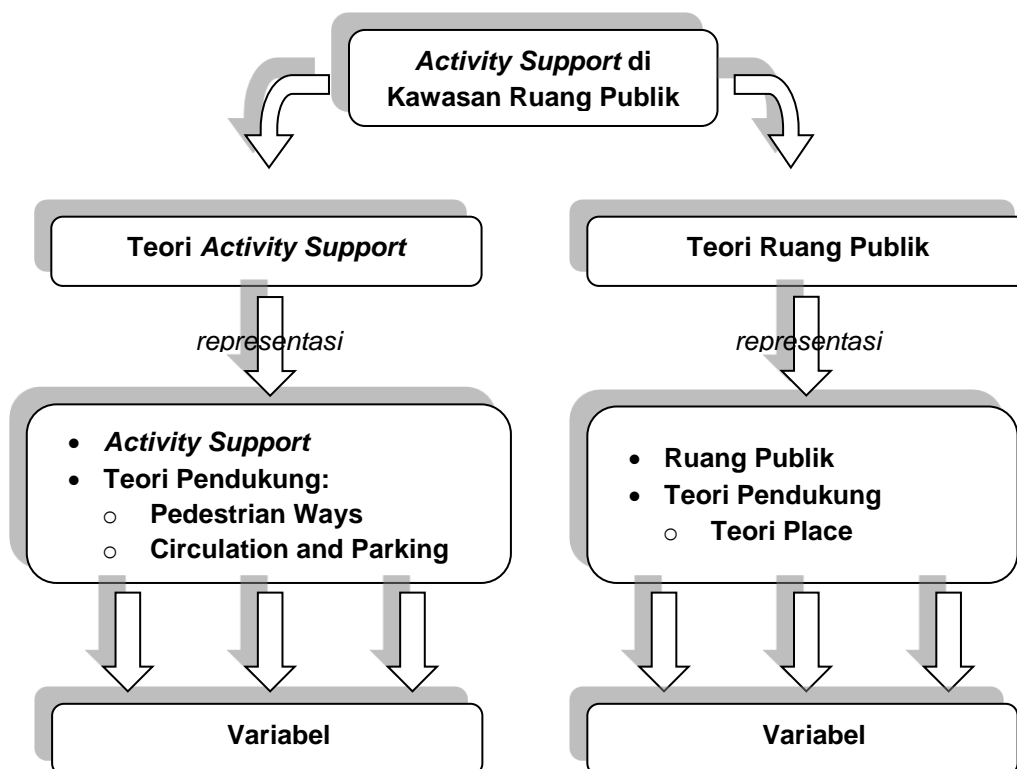 Activity Support di
Kawasan Ruang Publik
Teori Activity Support
representasi
• Activity Support
• Teori Pendukung:
o Pedestrian Ways
o Circulation and Parking
Variabel
Teori Ruang Publik
representasi
• Ruang Publik
• Teori Pendukung
o Teori Place
Variabel